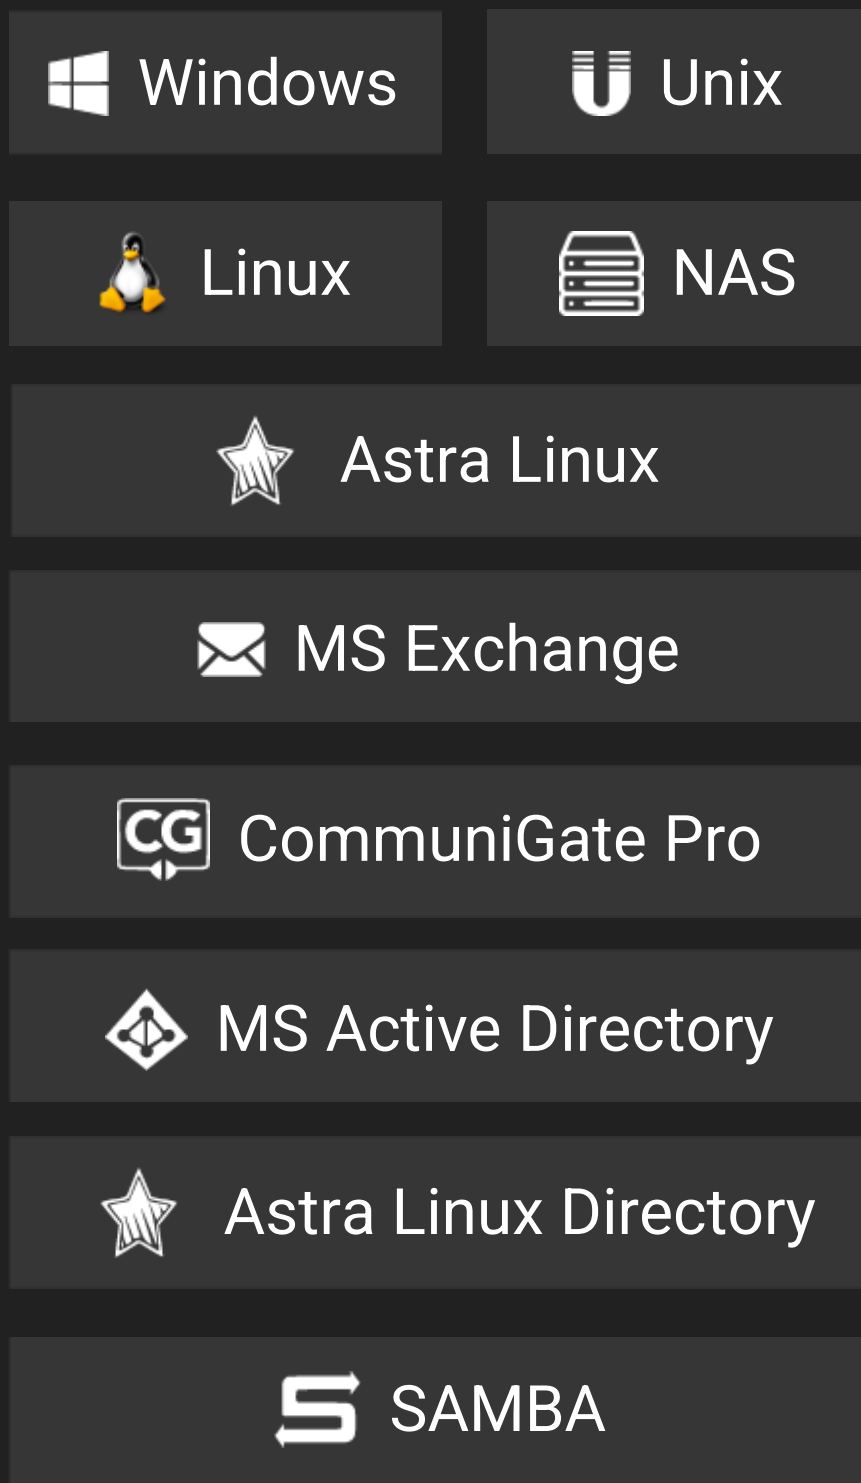 Windows
Unix
Linux
NAS
Astra Linux
MS Exchange
CG
CommuniGate Pro
MS Active Directory
Astra Linux Directory
SAMBA